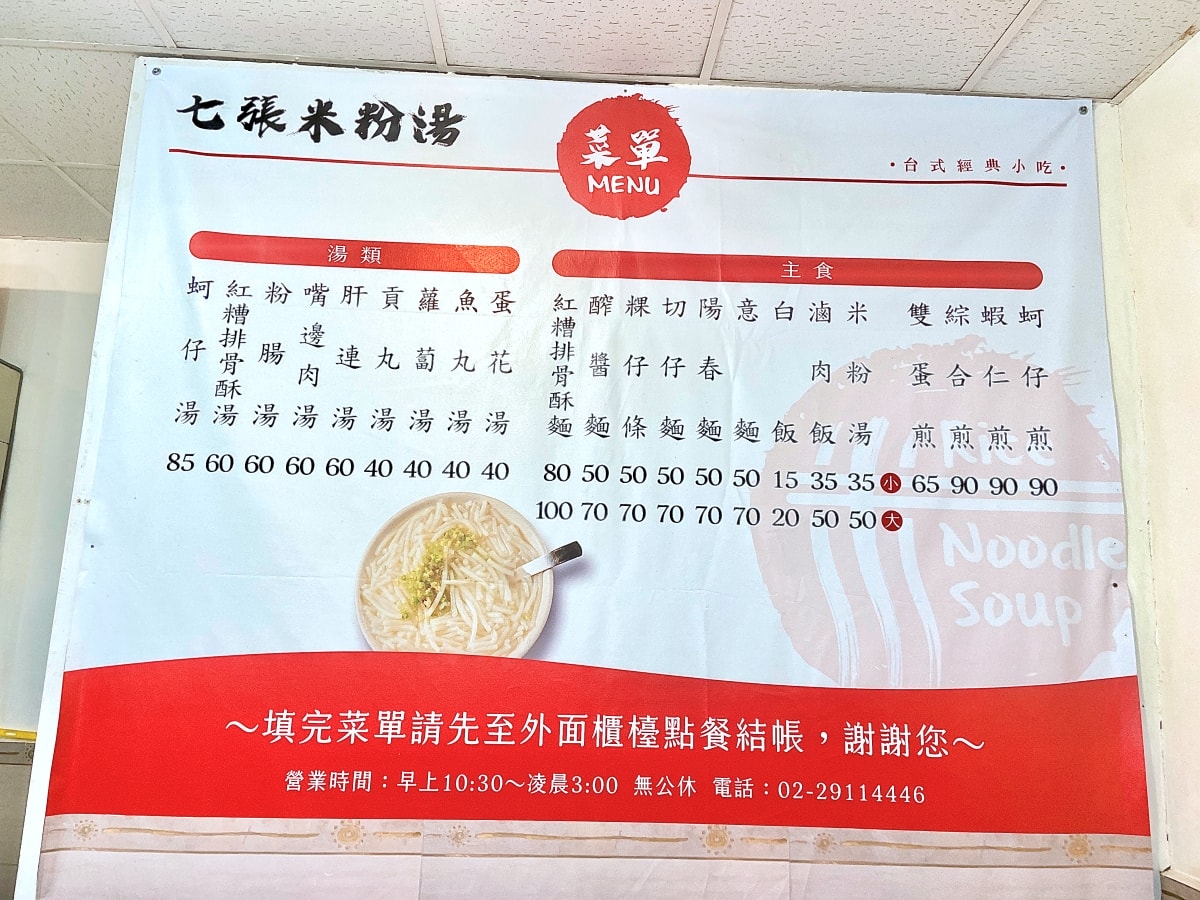 七張米粉湯
菜單
MENU
•台式經典小吃•
湯類
蚵仔湯 85
紅糟排骨酥湯 60
粉腸湯 60
嘴邊肉湯 60
肝連湯 60
貢丸湯 40
蘿蔔湯 40
魚丸湯 40
蛋花湯 40
主食
紅糟排骨酥麵 80 100
醡醬麵 50 70
粿仔條 50 70
切仔麵 50 70
陽春麵 50 70
意麵 50 70
白飯 15 20
滷肉飯 35 50
米粉湯 35 50
小
大
雙蛋煎 65
綜合煎 90
蝦仁煎 90
蚵仔煎 90
Rice
Noodle
Soup
～填完菜單請先至外面櫃檯點餐結帳，謝謝您～
營業時間：早上10:30～凌晨3:00 無公休 電話：02-29114446